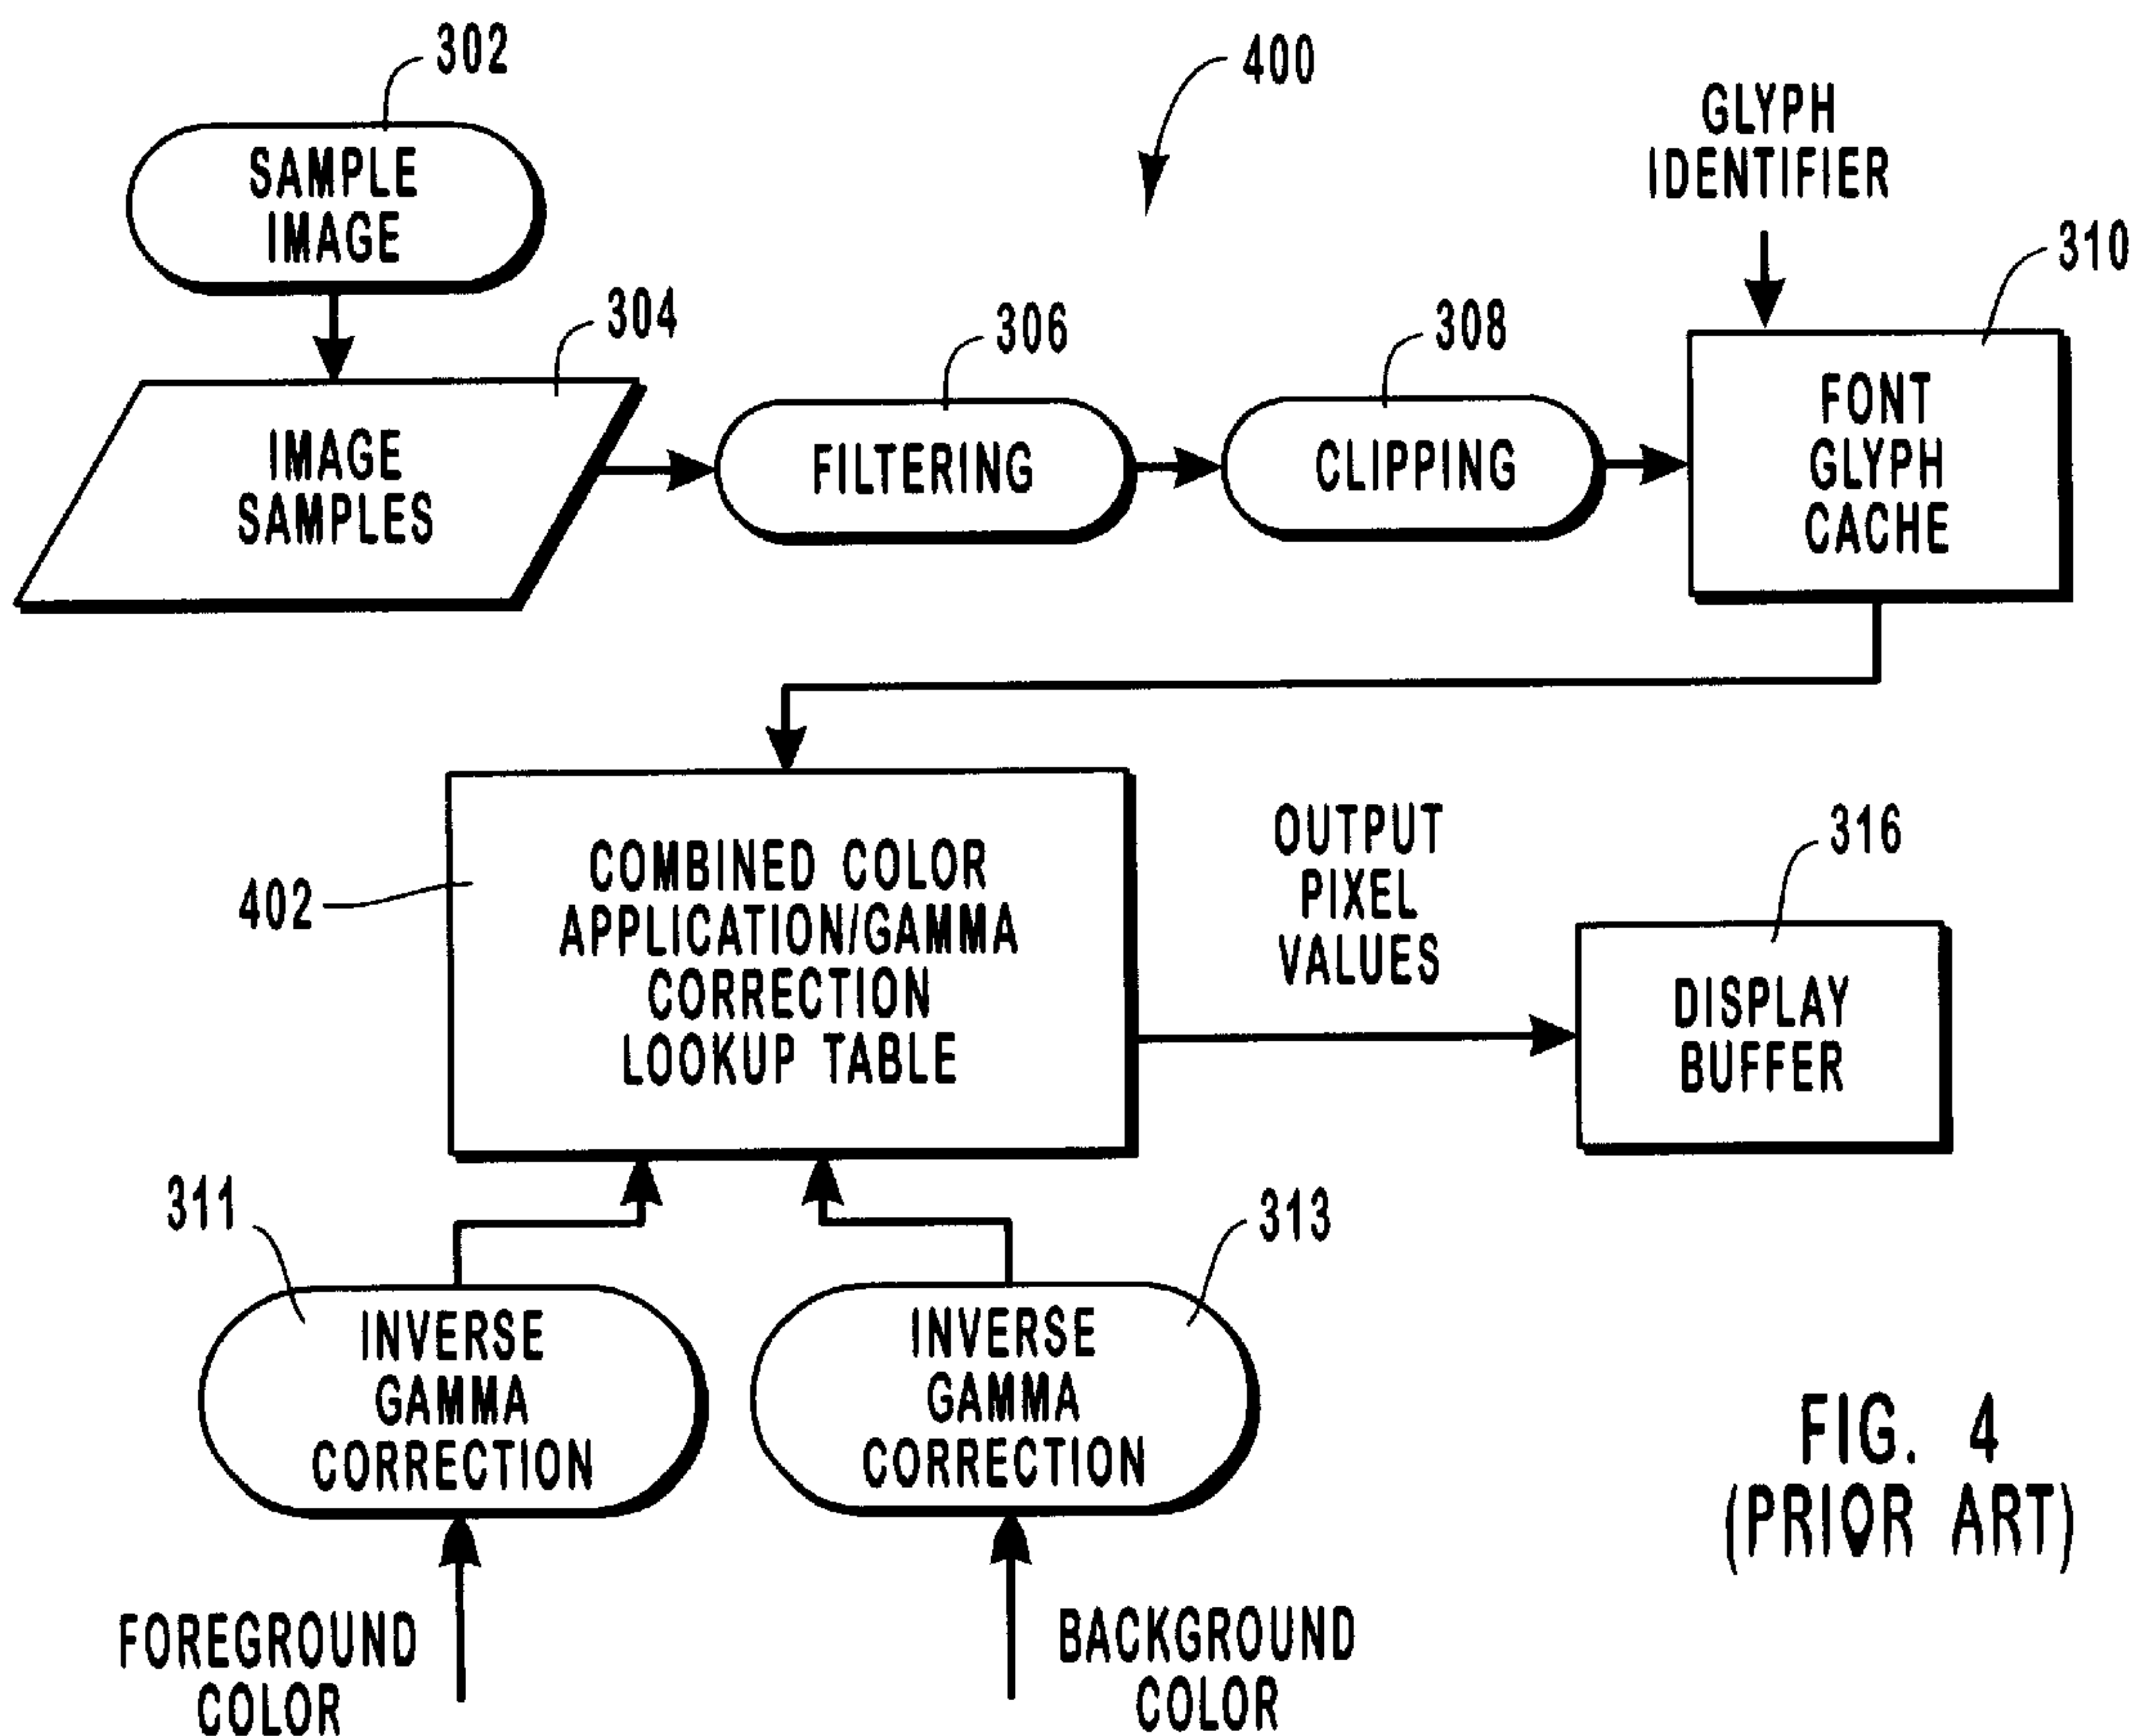 302
400
GLYPH
IDENTIFIER
SAMPLE
IMAGE
310
304
306
308
IMAGE
SAMPLES
FILTERING
CLIPPING
FONT
GLYPH
CACHE
402
COMBINED COLOR
APPLICATION/GAMMA
CORRECTION
LOOKUP TABLE
OUTPUT
PIXEL
VALUES
316
DISPLAY
BUFFER
311
INVERSE
GAMMA
CORRECTION
313
INVERSE
GAMMA
CORRECTION
FOREGROUND
COLOR
BACKGROUND
COLOR
FIG. 4
(PRIOR ART)